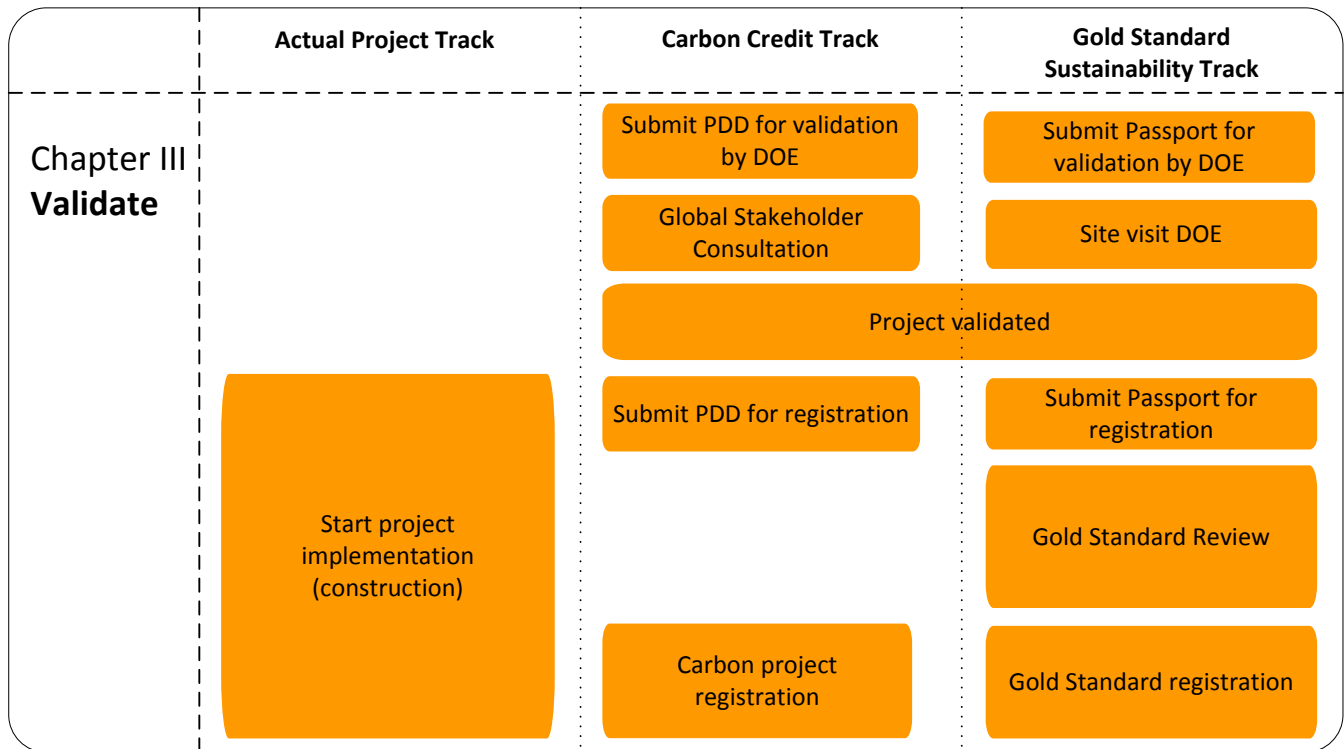 Actual Project Track
Carbon Credit Track
Gold Standard
Sustainability Track
Chapter III
Validate
Submit PDD for validation
by DOE
Submit Passport for
validation by DOE
Global Stakeholder
Consultation
Site visit DOE
Project validated
Start project
implementation
(construction)
Submit PDD for registration
Submit Passport for
registration
Gold Standard Review
Carbon project
registration
Gold Standard registration